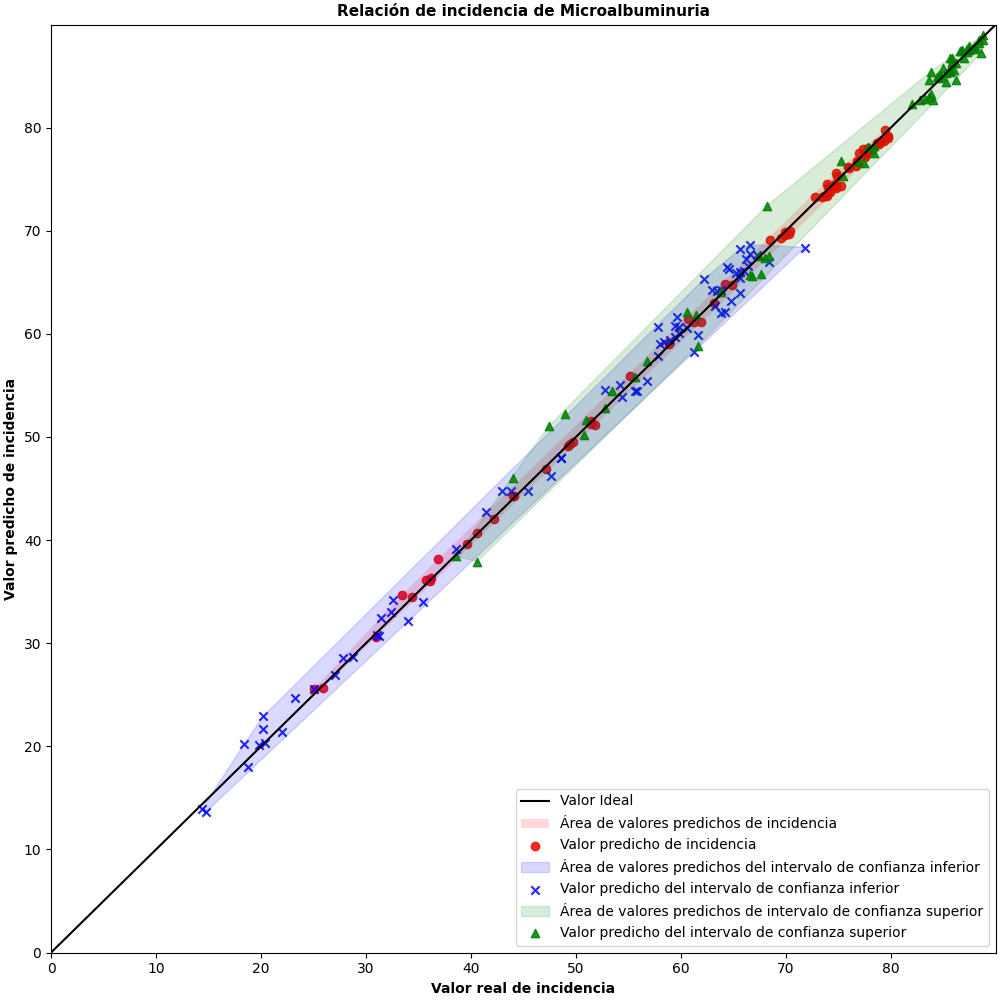 Relación de incidencia de Microalbuminuria
Valor predicho de incidencia
80
70
60
50
40
30
20
10
0
Valor Ideal
Área de valores predichos de incidencia
Valor predicho de incidencia
Área de valores predichos del intervalo de confianza inferior
Valor predicho del intervalo de confianza inferior
Área de valores predichos de intervalo de confianza superior
Valor predicho del intervalo de confianza superior
0 10 20 30 40 50 60 70 80
Valor real de incidencia